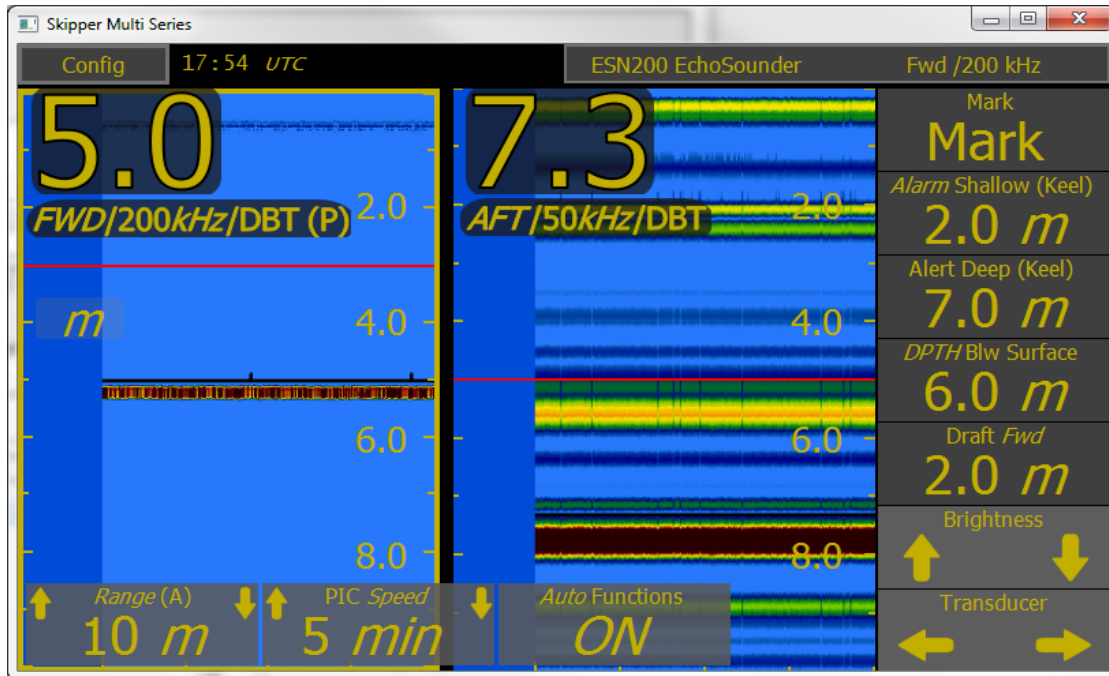 Skipper Multi Series
Config
17:54 UTC
ESN200 EchoSounder
Fwd /200 kHz
5.0
FWD/200kHz/DBT (P)
2.0
m
4.0
6.0
8.0
7.3
AFT/50kHz/DBT
2.0
4.0
6.0
8.0
Range (A)
10 m
PIC Speed
5 min
Auto Functions
ON
Mark
Mark
Alarm Shallow (Keel)
2.0 m
Alert Deep (Keel)
7.0 m
DPTH Blw Surface
6.0 m
Draft Fwd
2.0 m
Brightness
Transducer